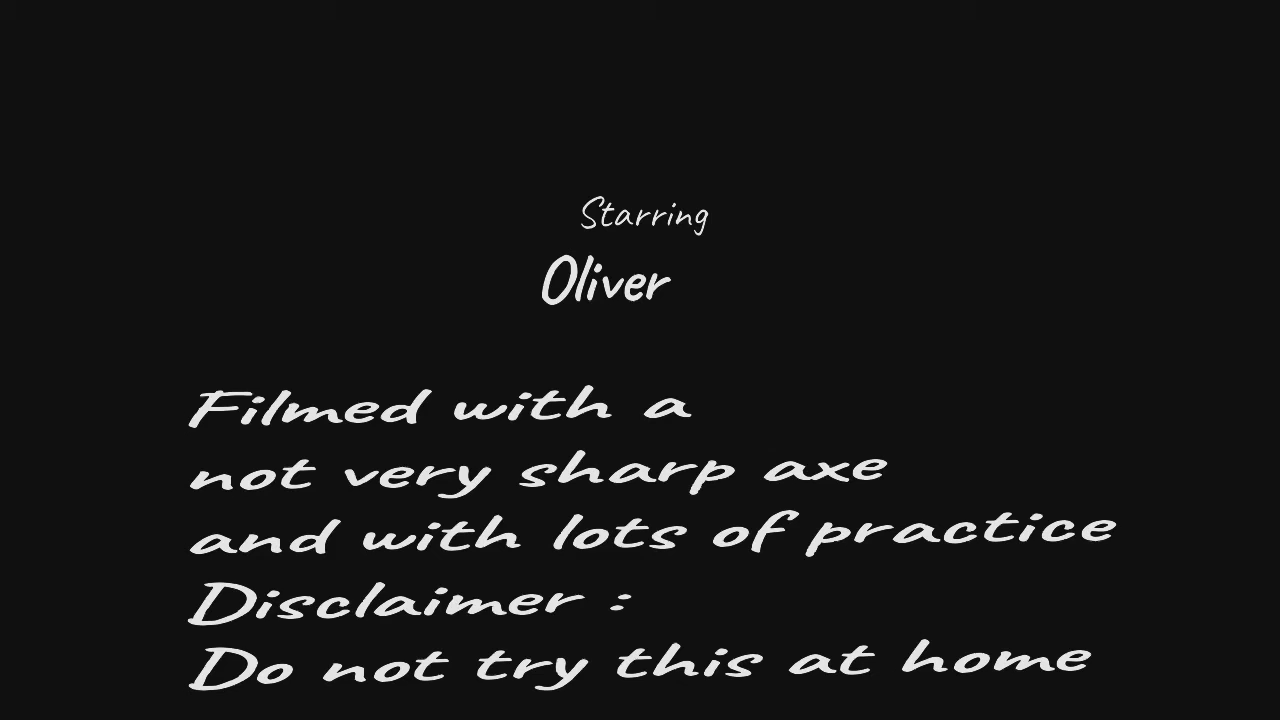 Starring
Oliver
Filmed with a
not very sharp axe
and with lots of practice
Disclaimer :
Do not try this at home